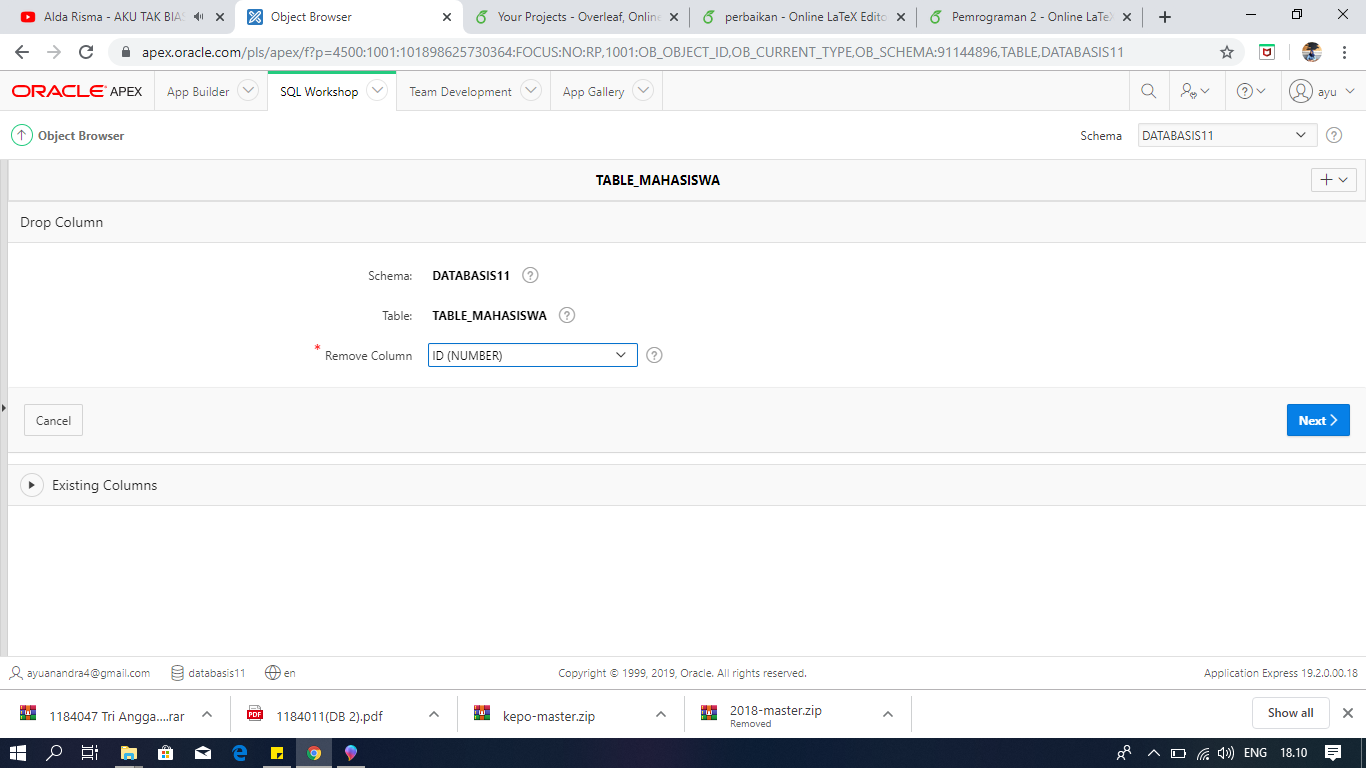 Alda Risma - AKU TAK BIAS
Object Browser
Your Projects - Overleaf, Online
perbaikan - Online LaTeX Edito
Pemrograman 2 - Online LaTeX
apex.oracle.com/pls/apex/f?p=4500:1001:101898625730364:FOCUS:NO:RP,1001:OB_OBJECT_ID,OB_CURRENT_TYPE,OB_SCHEMA:91144896,TABLE,DATABASIS11
ORACLE APEX
App Builder
SQL Workshop
Team Development
App Gallery
ayu
Object Browser
Schema
DATABASIS11
TABLE_MAHASISWA
Drop Column
Schema: DATABASIS11
Table: TABLE_MAHASISWA
* Remove Column ID (NUMBER)
Cancel
Next
Existing Columns
ayuanandra4@gmail.com
databasis11
en
Copyright © 1999, 2019, Oracle. All rights reserved.
Application Express 19.2.0.00.18
1184047 Tri Angga....rar
1184011(DB 2).pdf
kepo-master.zip
2018-master.zip
Removed
Show all
ENG
18.10